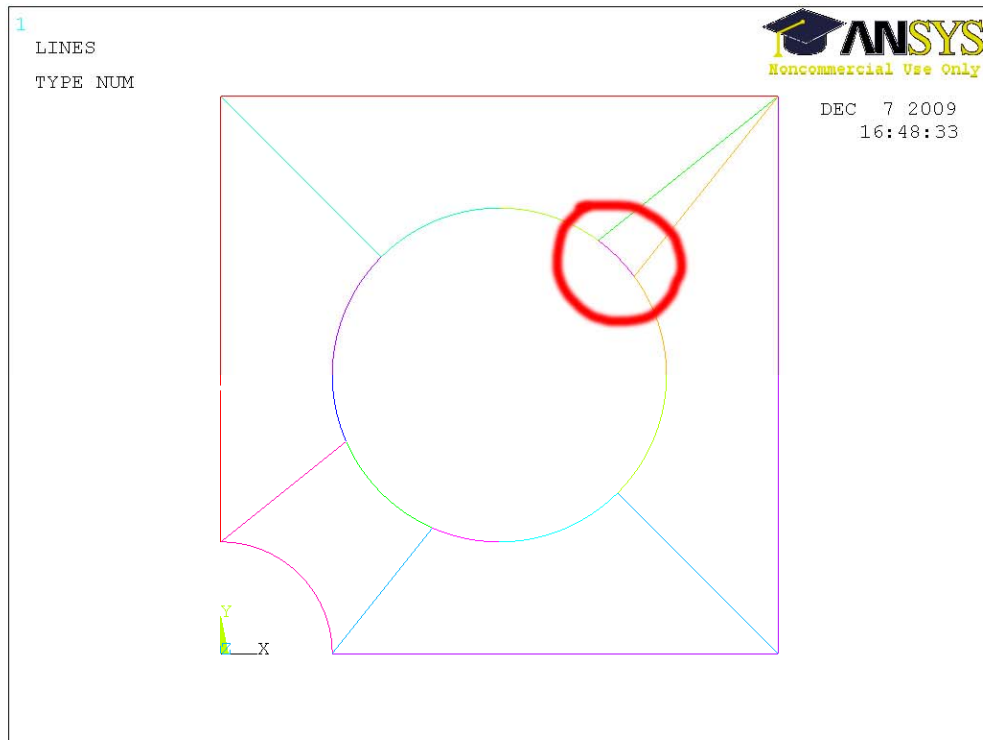 1
LINES
TYPE NUM
ANSYS
Noncommercial Use Only
DEC 7 2009
16:48:33
Y
Z X